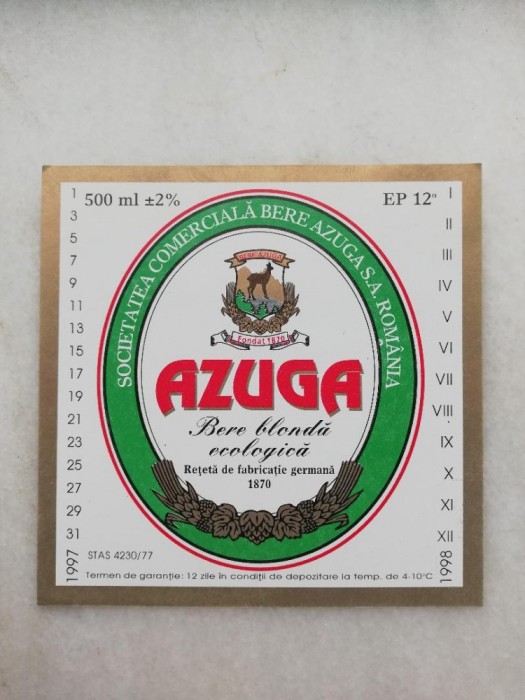 500 ml ±2%
EP 12°
SOCIETATEA COMERCIALĂ BERE AZUGA S.A. ROMÂNIA
BERE AZUGA
Fondat 1870
AZUGA
Bere blondă
ecologică
Rețetă de fabricație germană
1870
1
3
5
7
9
11
13
15
17
19
21
23
25
27
29
31
1997
I
II
III
IV
V
VI
VII
VIII
IX
X
XI
XII
1998
STAS 4230/77
Termen de garanție: 12 zile în condiții de depozitare la temp. de 4-10°C